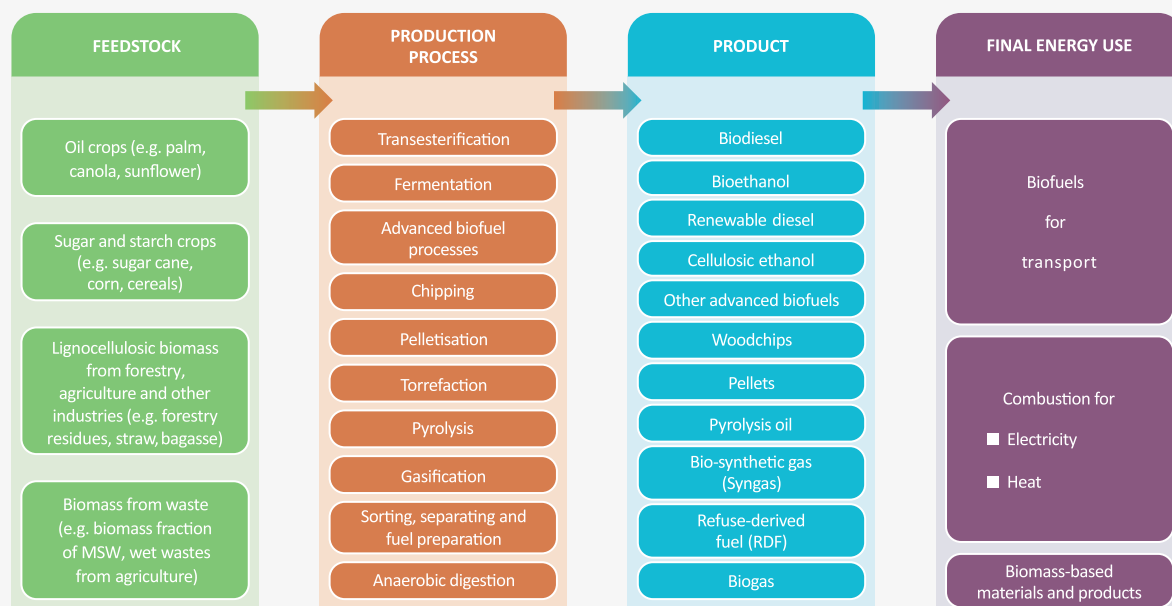 FEEDSTOCK
Oil crops (e.g. palm,
canola, sunflower)
Sugar and starch crops
(e.g. sugar cane,
corn, cereals)
Lignocellulosic biomass
from forestry,
agriculture and other
industries (e.g. forestry
residues, straw, bagasse)
Biomass from waste
(e.g. biomass fraction
of MSW, wet wastes
from agriculture)
PRODUCTION
PROCESS
Transesterification
Fermentation
Advanced biofuel
processes
Chipping
Pelletisation
Torrefaction
Pyrolysis
Gasification
Sorting, separating and
fuel preparation
Anaerobic digestion
PRODUCT
Biodiesel
Bioethanol
Renewable diesel
Cellulosic ethanol
Other advanced biofuels
Woodchips
Pellets
Pyrolysis oil
Bio-synthetic gas
(Syngas)
Refuse-derived
fuel (RDF)
Biogas
FINAL ENERGY USE
Biofuels
for
transport
Combustion for
Electricity
Heat
Biomass-based
materials and products